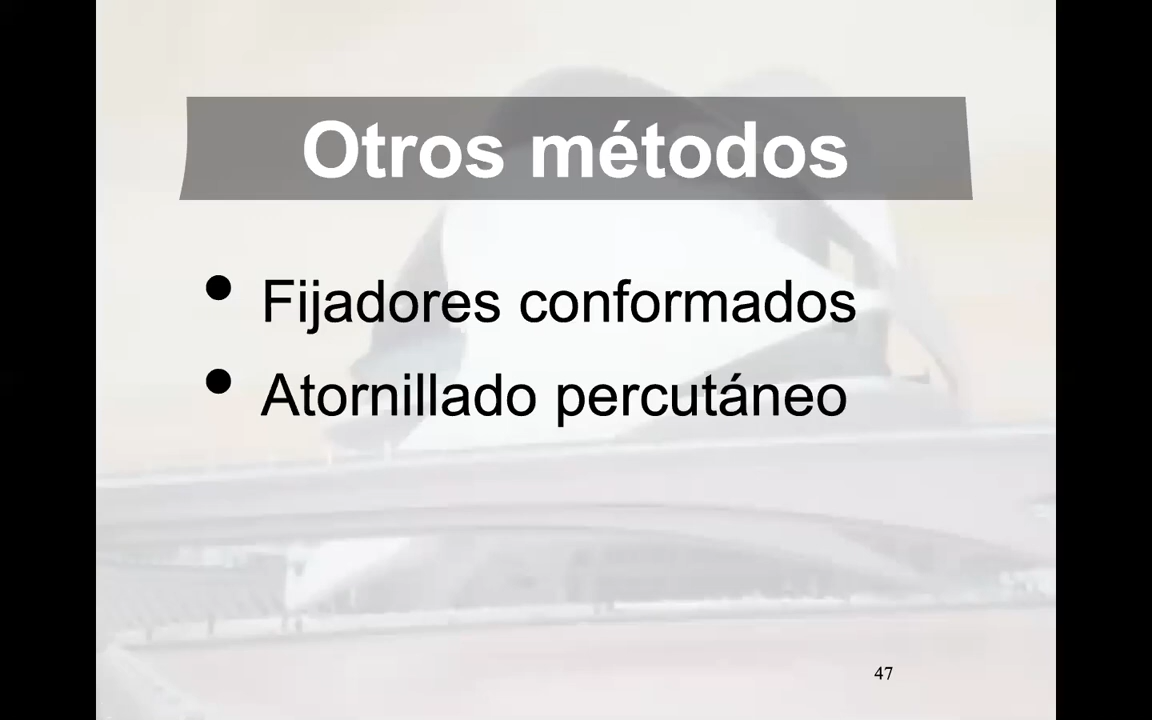 Otros métodos
• Fijadores conformados
• Atornillado percutáneo
47